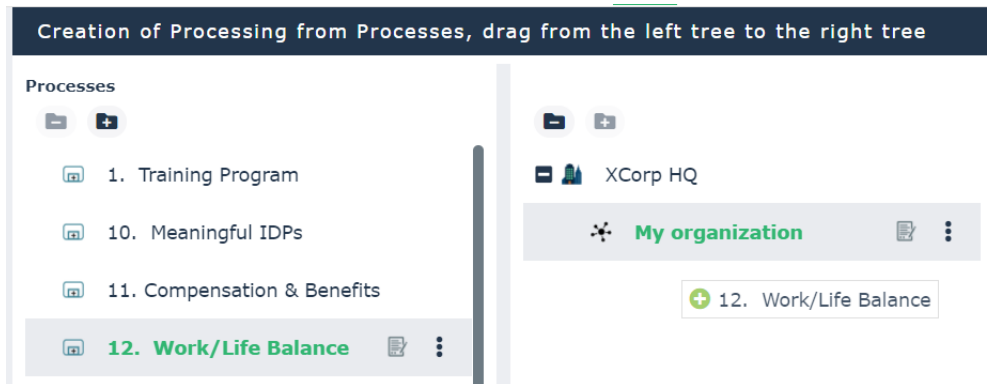 Creation of Processing from Processes, drag from the left tree to the right tree
Processes
1. Training Program
10. Meaningful IDPs
11. Compensation & Benefits
12. Work/Life Balance
XCorp HQ
My organization
12. Work/Life Balance